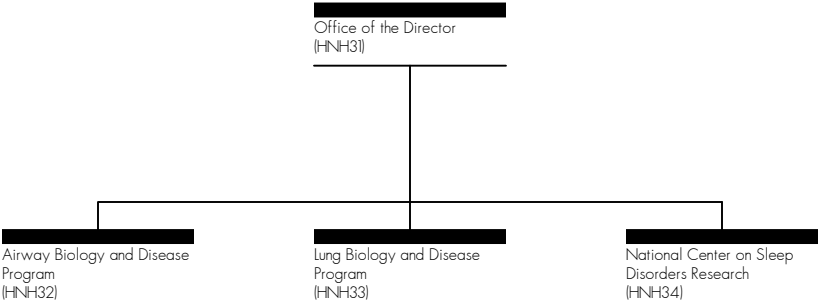 Office of the Director
(HNH31)
Airway Biology and Disease
Program
(HNH32)
Lung Biology and Disease
Program
(HNH33)
National Center on Sleep
Disorders Research
(HNH34)